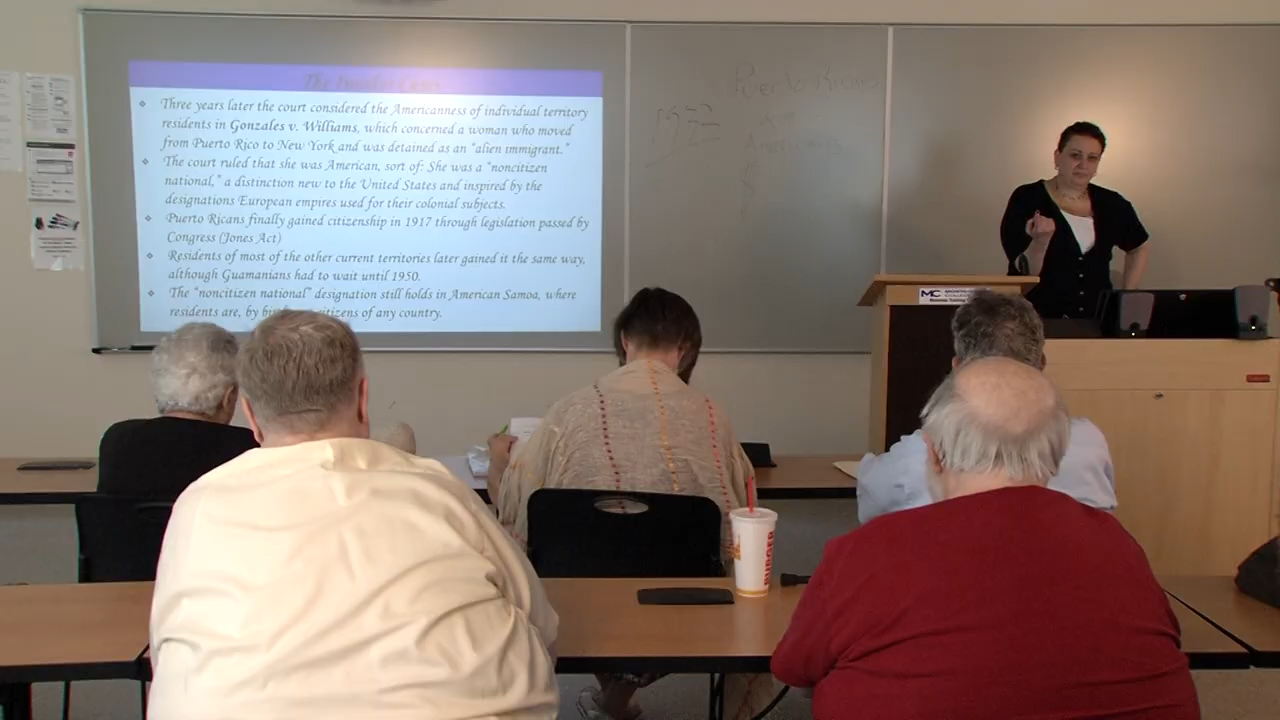 The Insular Cases
❖ Three years later the court considered the Americanness of individual territory
residents in Gonzales v. Williams, which concerned a woman who moved
from Puerto Rico to New York and was detained as an "alien immigrant."
❖ The court ruled that she was American, sort of: She was a "noncitizen
national," a distinction new to the United States and inspired by the
designations European empires used for their colonial subjects.
❖ Puerto Ricans finally gained citizenship in 1917 through legislation passed by
Congress (Jones Act)
❖ Residents of most of the other current territories later gained it the same way,
although Guamanians had to wait until 1950.
❖ The "noncitizen national" designation still holds in American Samoa, where
residents are, by citizens of any country.
Puerto Ricans
MC
BURGER